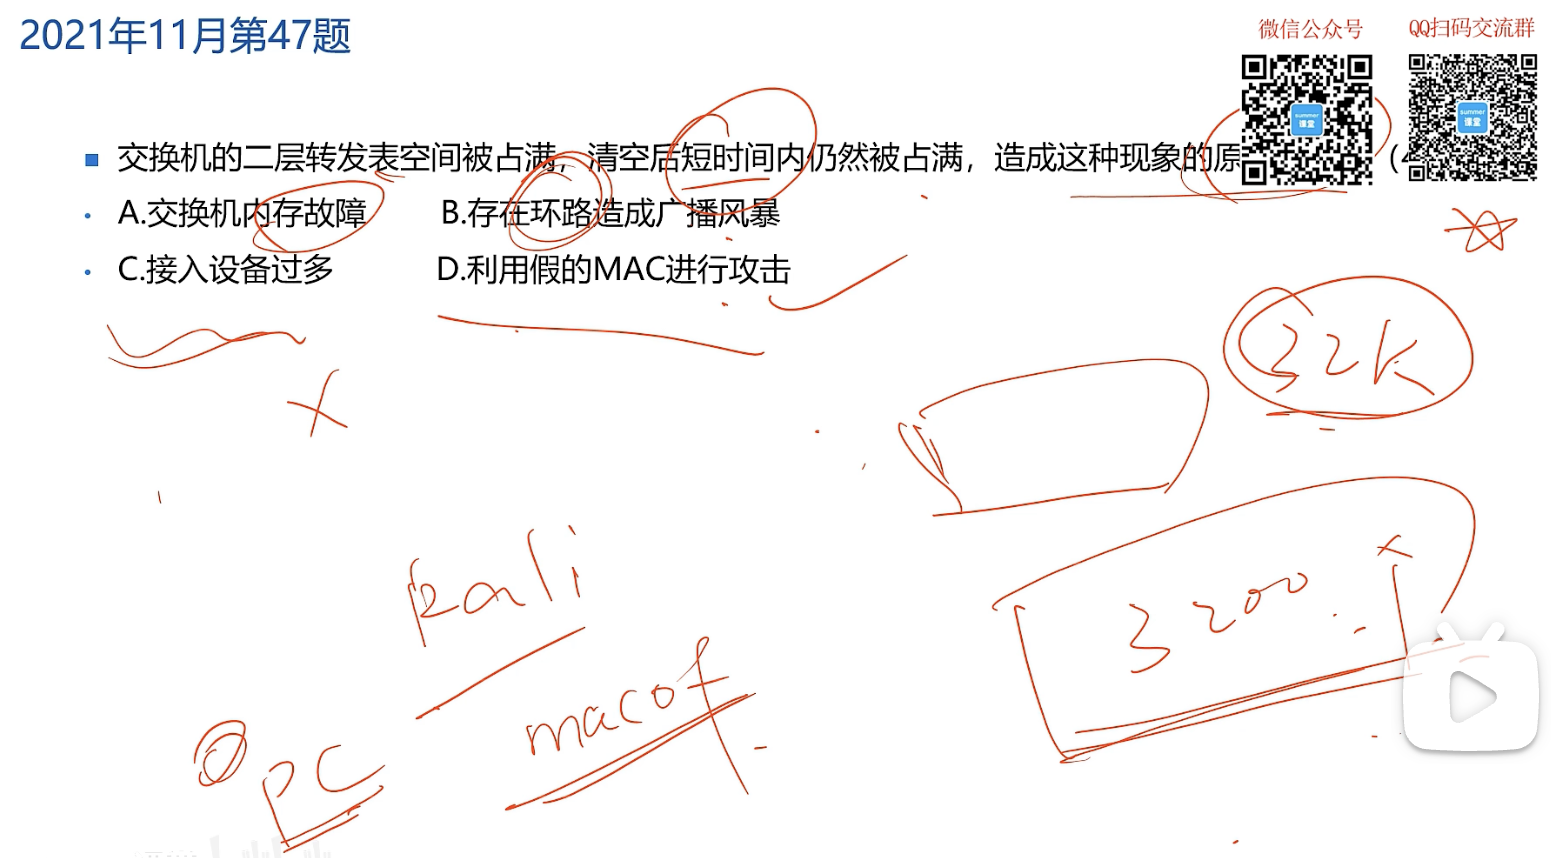 2021年11月第47题
微信公众号
QQ扫码交流群
summer
课堂
summer
课堂
交换机的二层转发表空间被占满，清空后短时间内仍然被占满，造成这种现象的原
A.交换机内存故障 B.存在环路造成广播风暴
C.接入设备过多 D.利用假的MAC进行攻击
32K
3200
kali
macof
PC